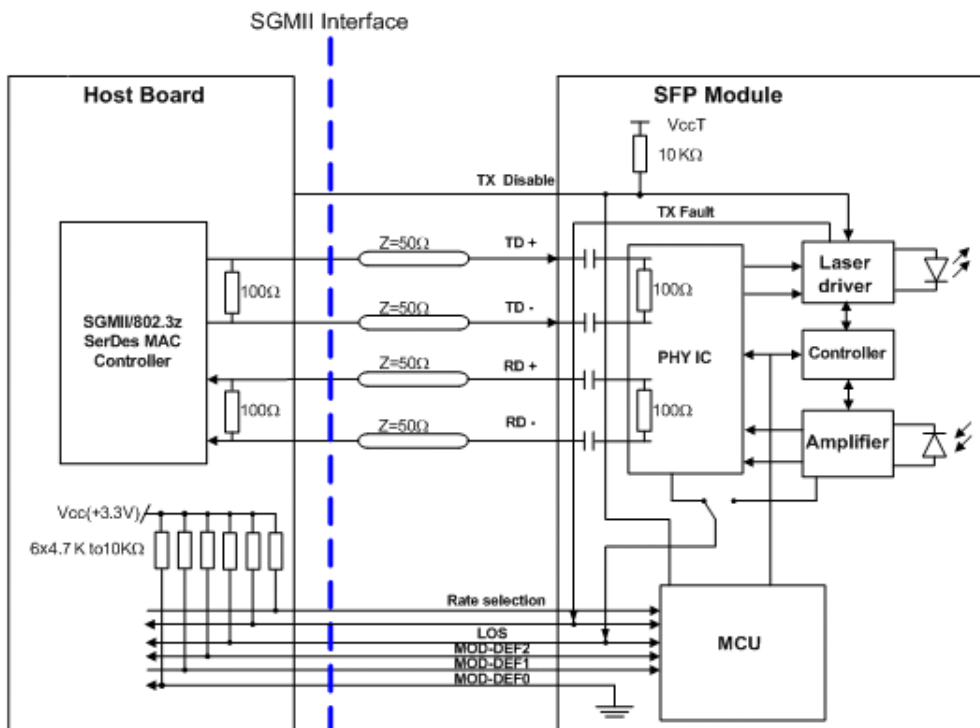 SGMII Interface
Host Board
SFP Module
VccT
10 KΩ
TX Disable
TX Fault
Z=50Ω
TD +
100Ω
100Ω
Laser
driver
Z=50Ω
TD -
SGMII/802.3z
SerDes MAC
Controller
PHY IC
Controller
Z=50Ω
RD +
100Ω
100Ω
Z=50Ω
RD -
Amplifier
Vcc(+3.3V)
6x4.7 K to10KΩ
Rate selection
LOS
MOD-DEF2
MOD-DEF1
MOD-DEF0
MCU